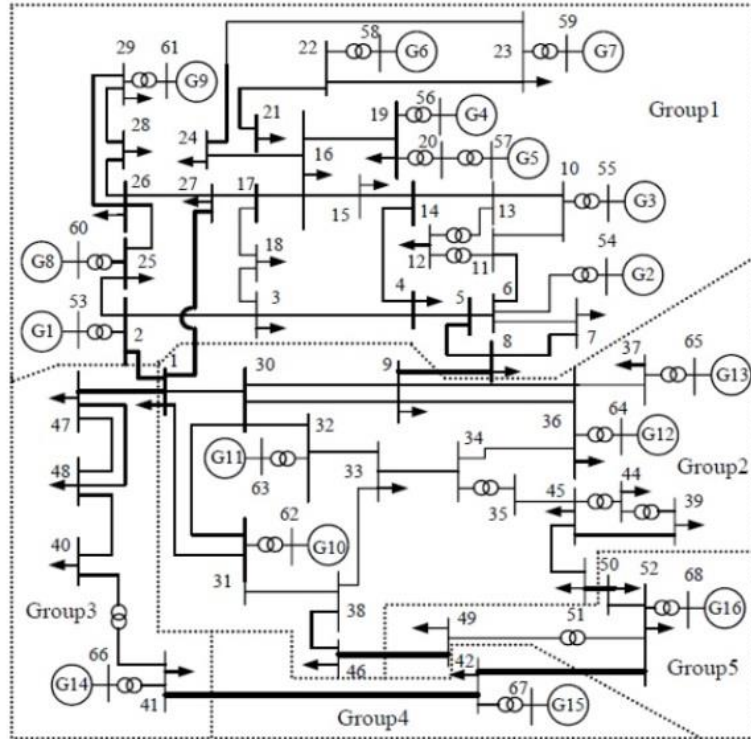 29 61 G9 22 58 G6 23 59 G7
28 24 21 16 19 56 G4 Group1
20 57 G5
26 27 17 15 14 13 10 55 G3
60 G8 25 18 12 11 54
53 G1 2 3 4 5 6 G2
8 7
1 30 9 37 65 G13
47 32 36 64 G12
48 G11 63 33 34 Group2
35 45 44 39
40 62 G10
31 50 52
Group3 38 51 68 G16
49
66 G14 46 42 Group5
41 Group4 67 G15